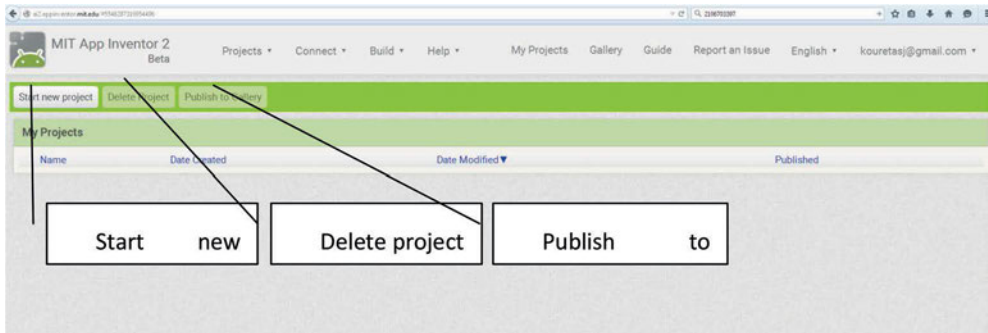 MIT App Inventor 2
Beta
Projects Connect Build Help My Projects Gallery Guide Report an Issue English kouretasj@gmail.com
Start new project Delete Project Publish to Gallery
My Projects
Name Date Created Date Modified Published
Start new Delete project Publish to